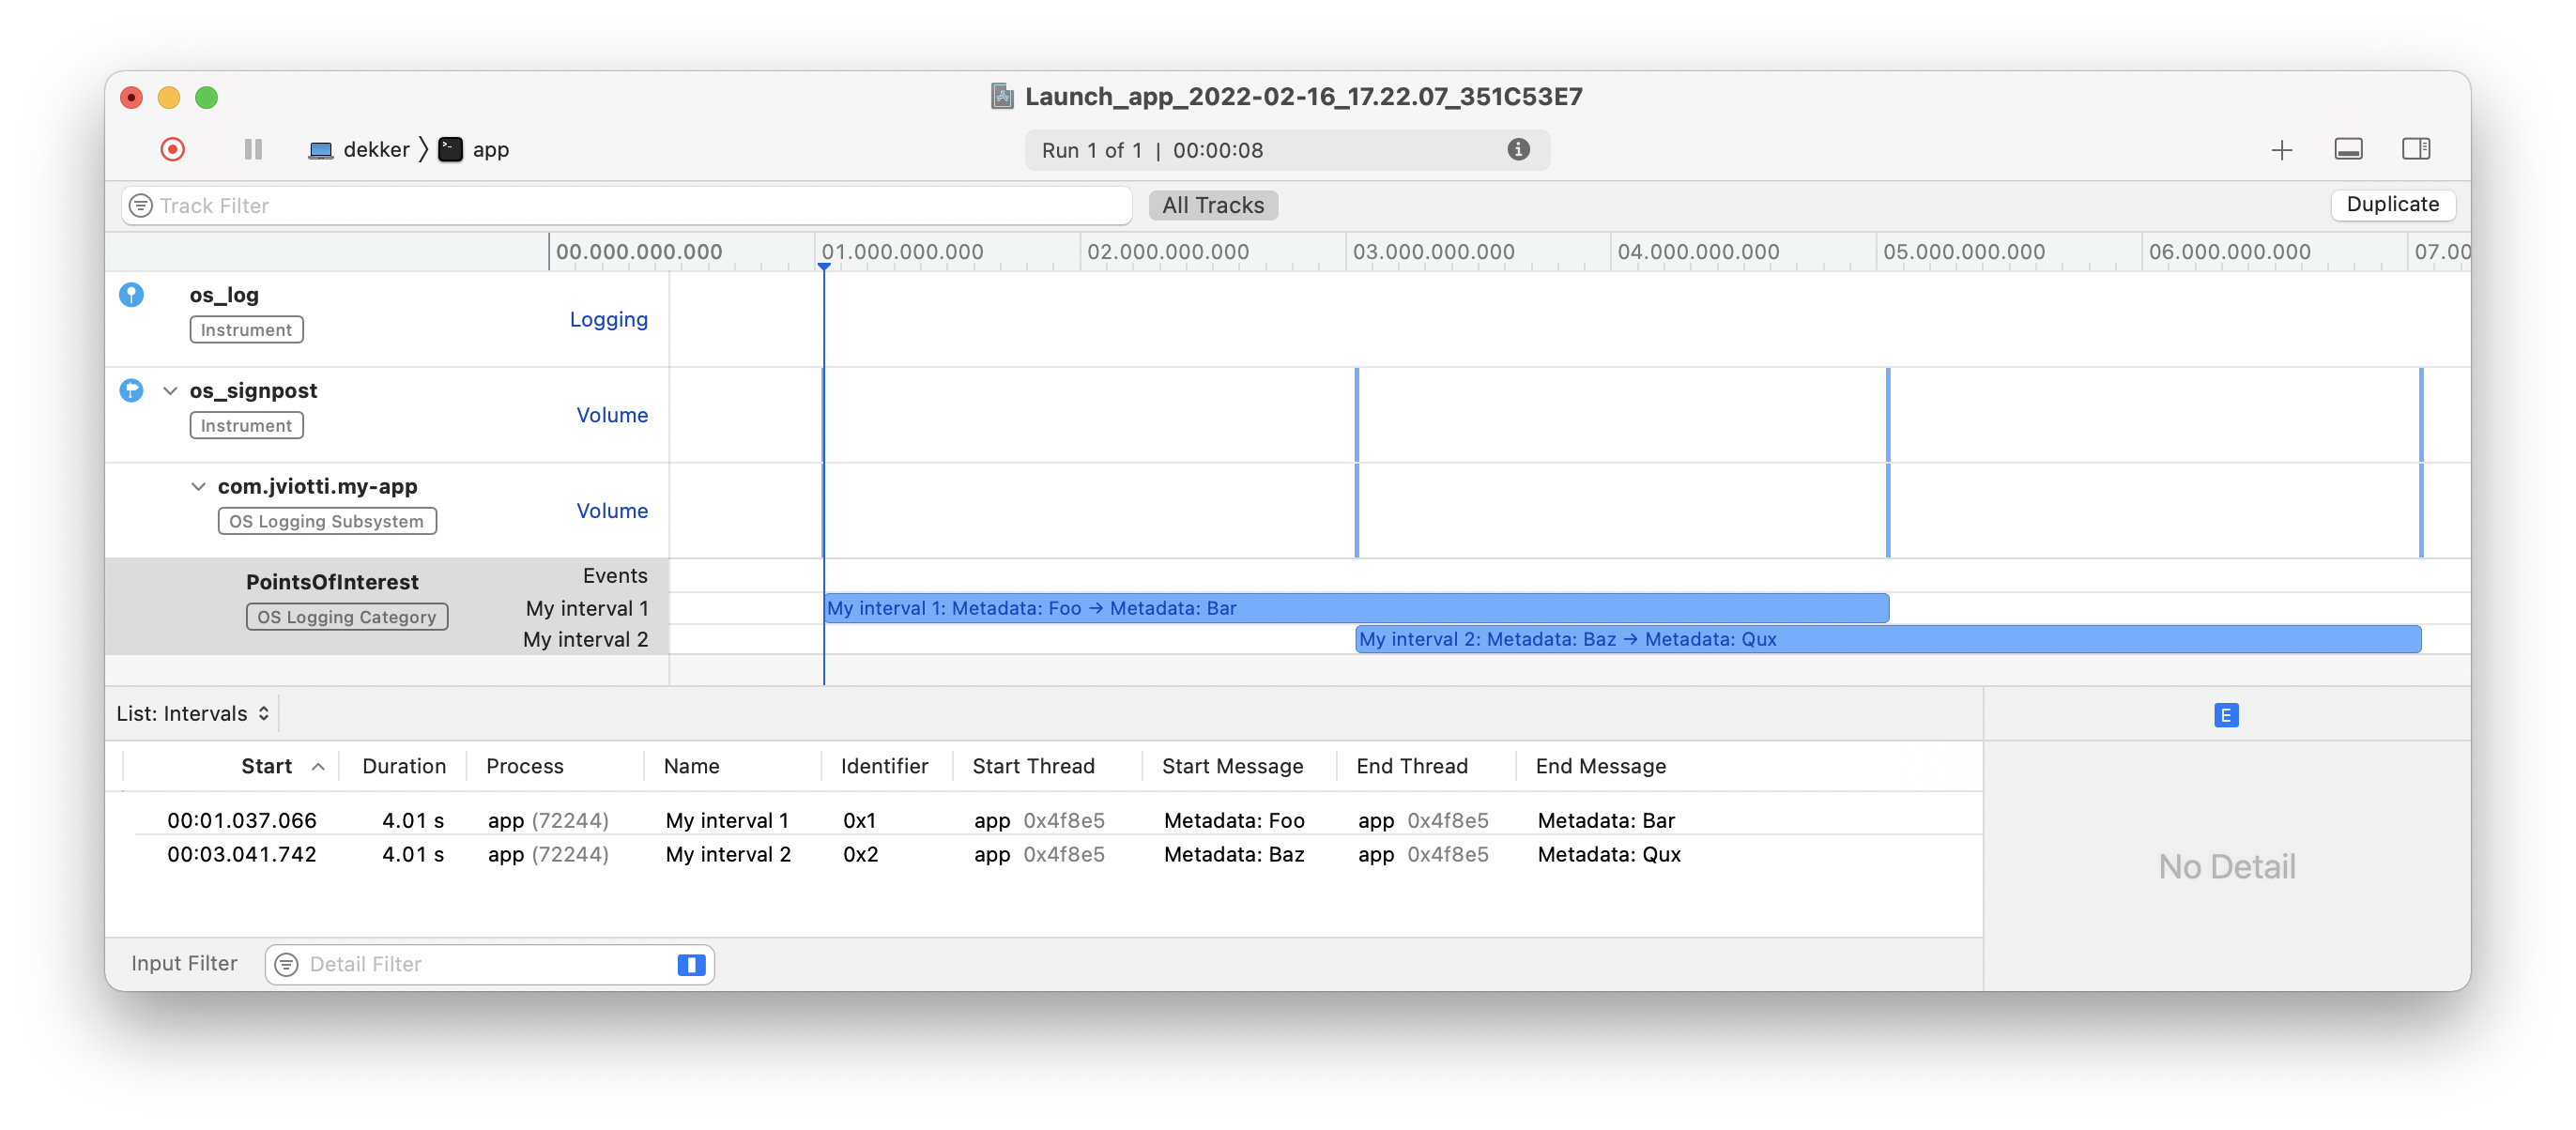 Launch_app_2022-02-16_17.22.07_351C53E7
dekker app
Run 1 of 1 | 00:00:08
Track Filter
All Tracks
Duplicate
00.000.000.000 01.000.000.000 02.000.000.000 03.000.000.000 04.000.000.000 05.000.000.000 06.000.000.000 07.00
os_log
Instrument
Logging
os_signpost
Instrument
Volume
com.jviotti.my-app
OS Logging Subsystem
Volume
PointsOfInterest
OS Logging Category
Events
My interval 1
My interval 1: Metadata: Foo → Metadata: Bar
My interval 2
My interval 2: Metadata: Baz → Metadata: Qux
List: Intervals
E
Start Duration Process Name Identifier Start Thread Start Message End Thread End Message
00:01.037.066 4.01 s app (72244) My interval 1 0x1 app 0x4f8e5 Metadata: Foo app 0x4f8e5 Metadata: Bar
00:03.041.742 4.01 s app (72244) My interval 2 0x2 app 0x4f8e5 Metadata: Baz app 0x4f8e5 Metadata: Qux
No Detail
Input Filter
Detail Filter